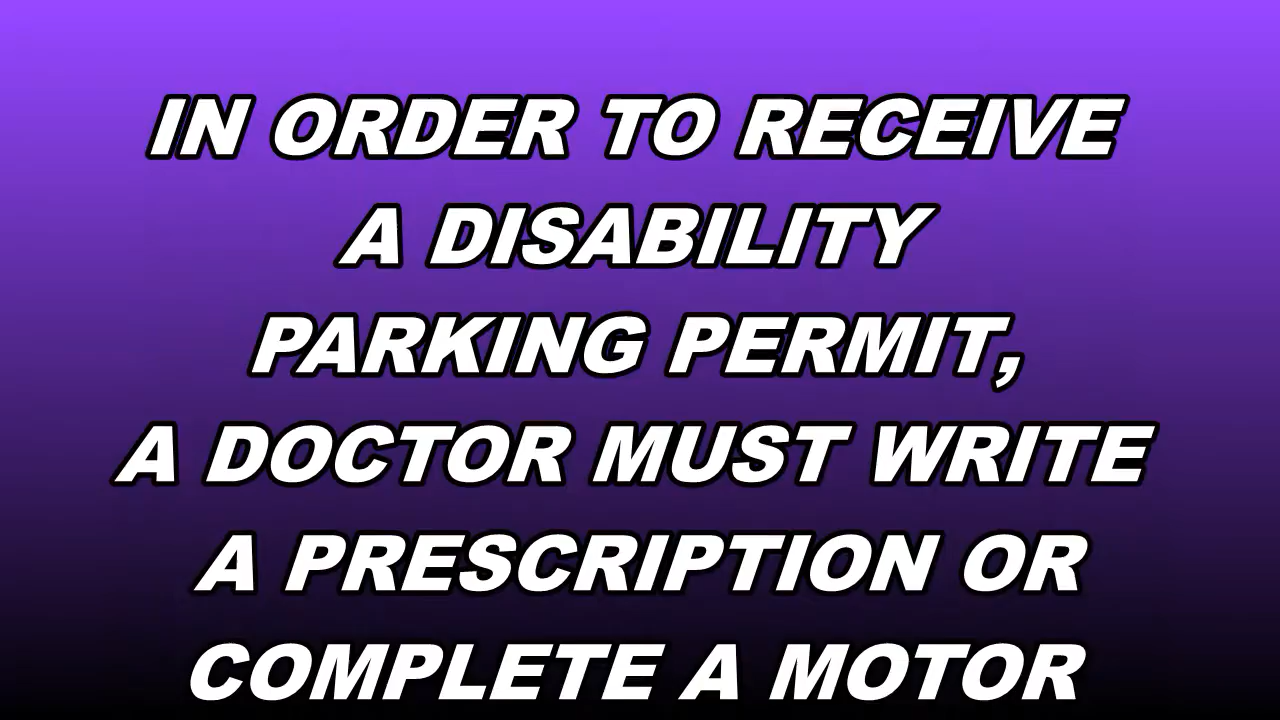 IN ORDER TO RECEIVE
A DISABILITY
PARKING PERMIT,
A DOCTOR MUST WRITE
A PRESCRIPTION OR
COMPLETE A MOTOR